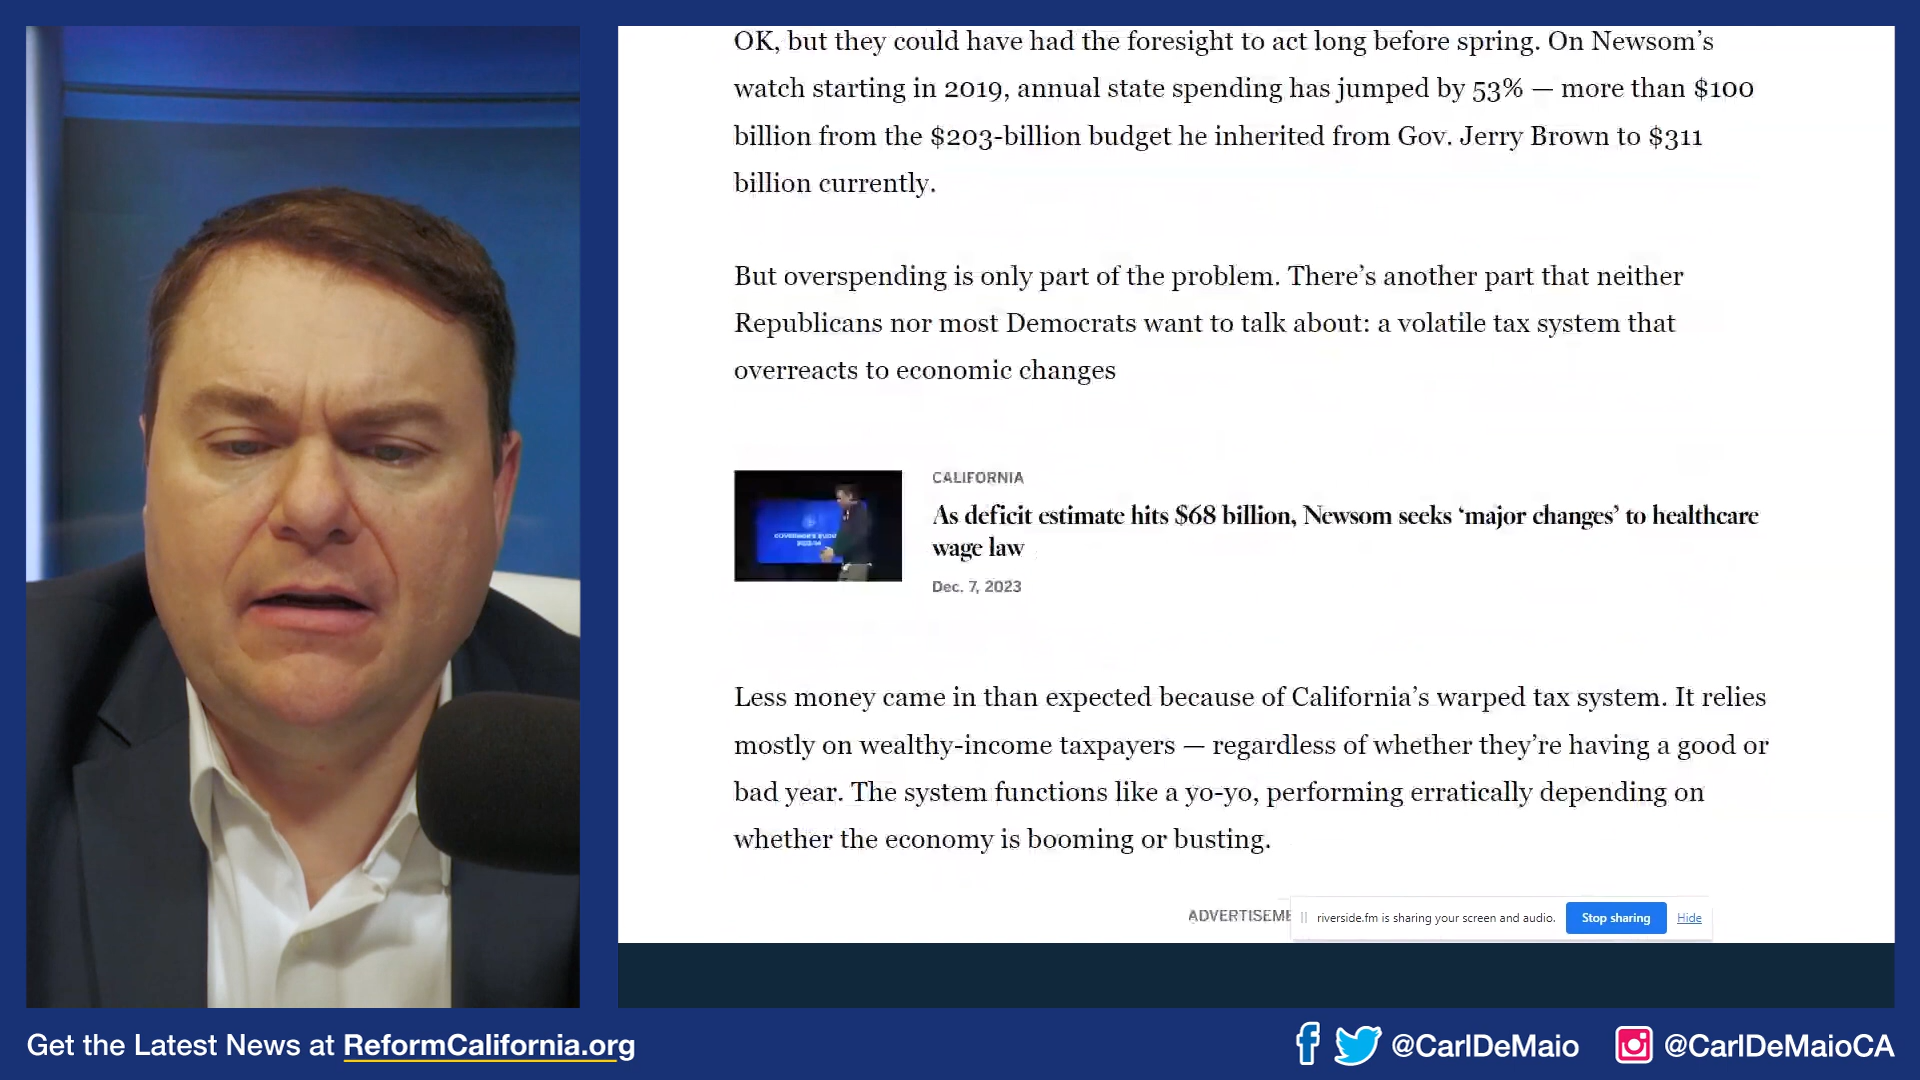 OK, but they could have had the foresight to act long before spring. On Newsom’s
watch starting in 2019, annual state spending has jumped by 53% — more than $100
billion from the $203-billion budget he inherited from Gov. Jerry Brown to $311
billion currently.
But overspending is only part of the problem. There’s another part that neither
Republicans nor most Democrats want to talk about: a volatile tax system that
overreacts to economic changes
CALIFORNIA
As deficit estimate hits $68 billion, Newsom seeks ‘major changes’ to healthcare
wage law
Dec. 7, 2023
Less money came in than expected because of California’s warped tax system. It relies
mostly on wealthy-income taxpayers — regardless of whether they’re having a good or
bad year. The system functions like a yo-yo, performing erratically depending on
whether the economy is booming or busting.
riverside.fm is sharing your screen and audio. Stop sharing Hide
Get the Latest News at ReformCalifornia.org
@CarlDeMaio @CarlDeMaioCA